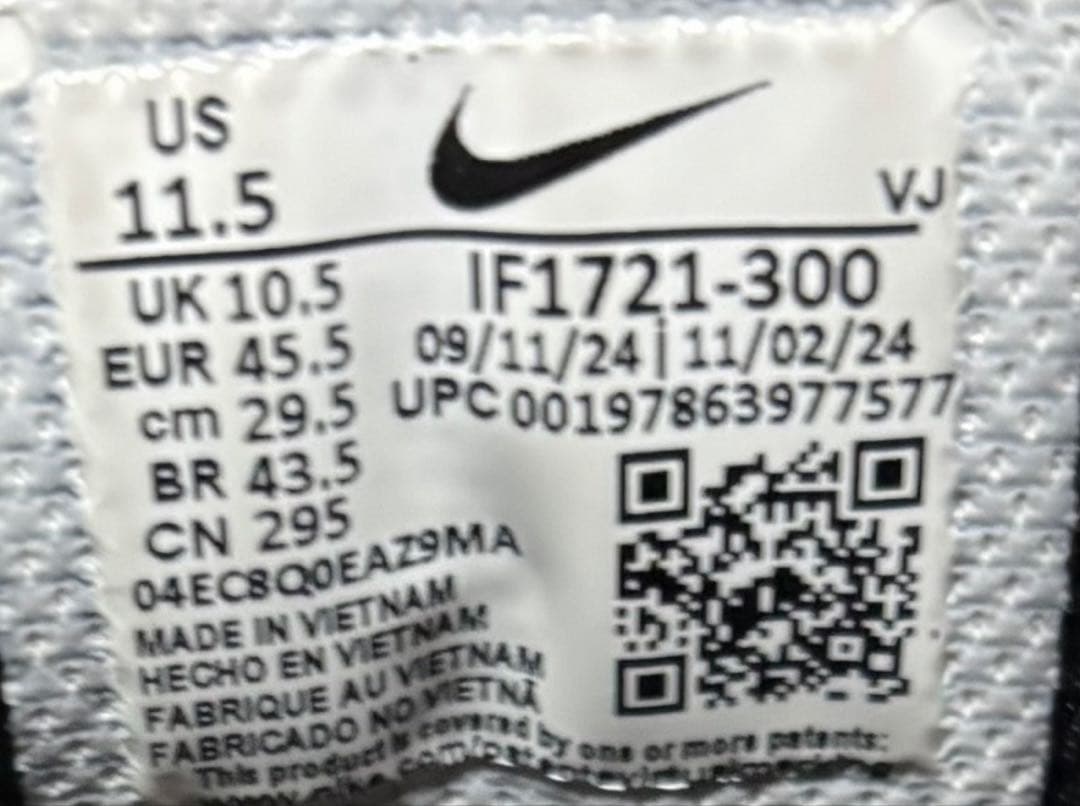 US
11.5
VJ
UK 10.5
EUR 45.5
cm 29.5
BR 43.5
CN 295
IF1721-300
09/11/24 | 11/02/24
UPC 00197863977577
04EC8Q0EAZ9MA
MADE IN VIETNAM
HECHO EN VIETNAM
FABRIQUE AU VIETNAM
FABRICADO NO VIETNÃ
This product is covered by one or more patents: